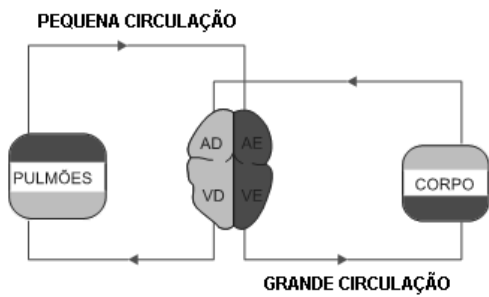 PEQUENA CIRCULAÇÃO
AD AE
PULMÕES
CORPO
VD VE
GRANDE CIRCULAÇÃO